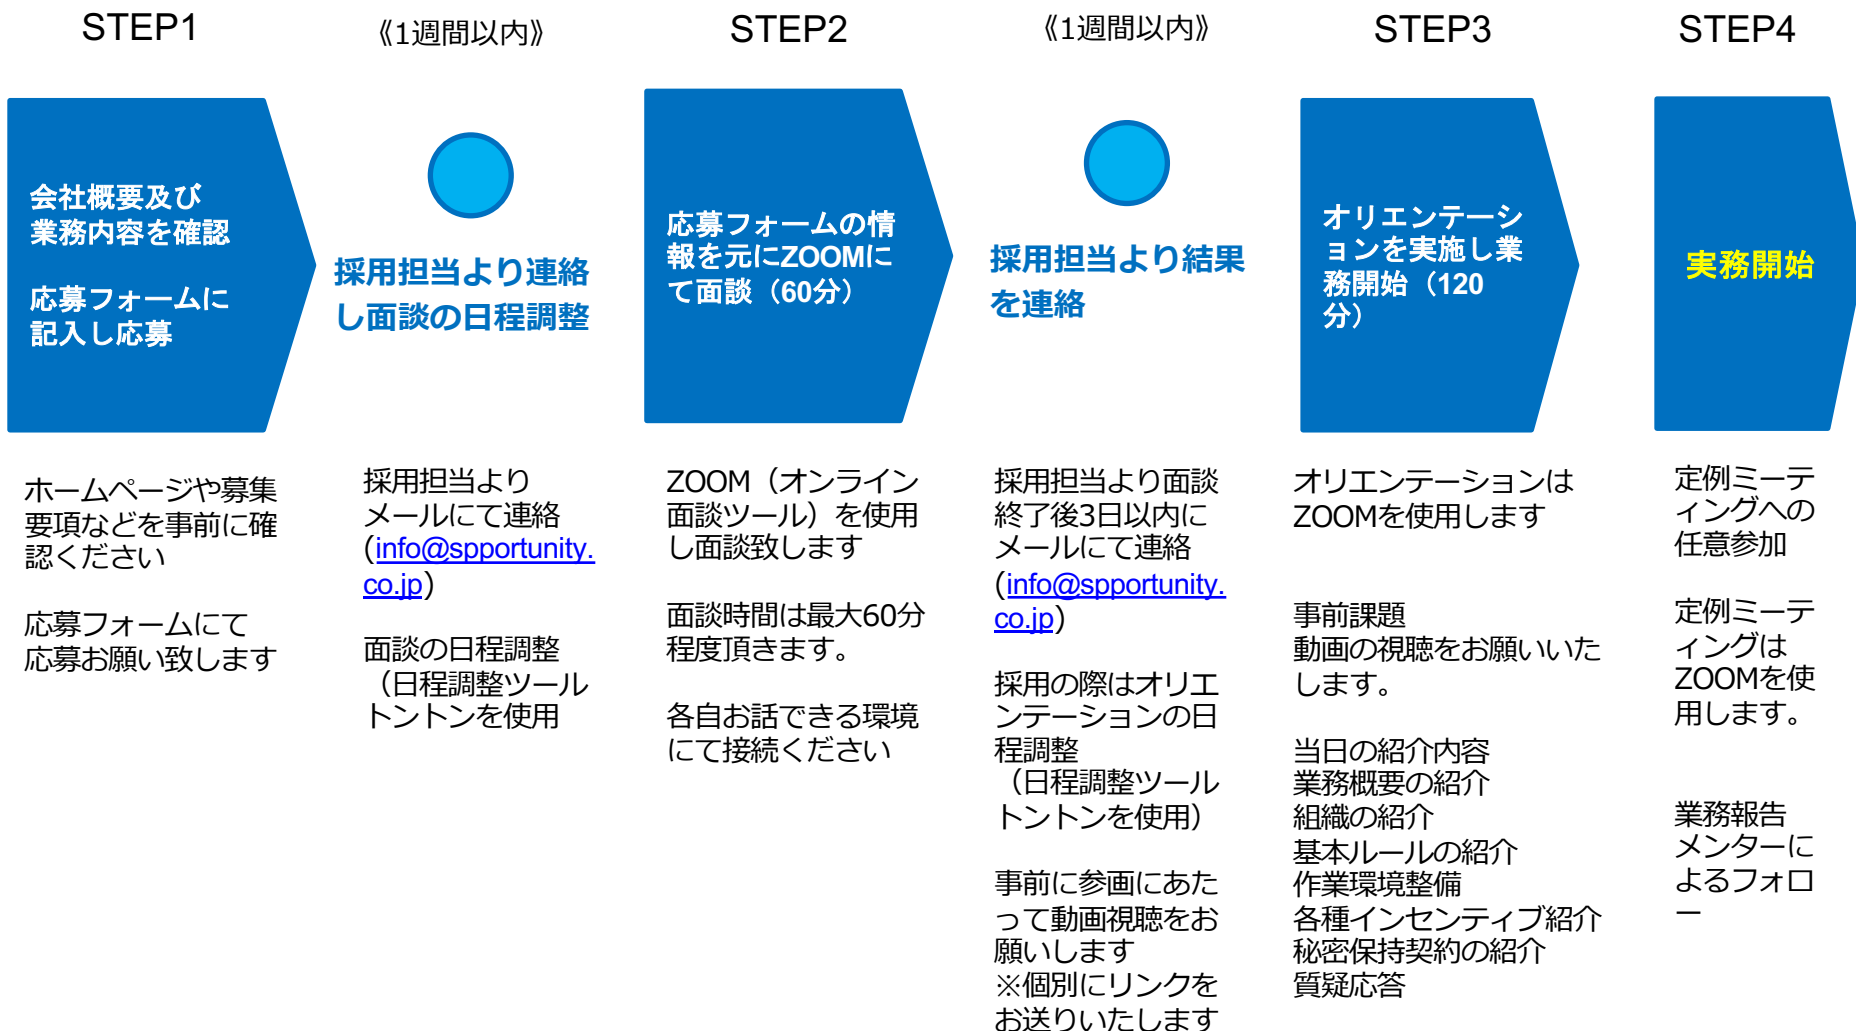 STEP1
《1週間以内》
STEP2
《1週間以内》
STEP3
STEP4
会社概要及び
業務内容を確認
応募フォームに
記入し応募
採用担当より連絡
し面談の日程調整
応募フォームの情
報を元にZOOMに
て面談（60分）
採用担当より結果
を連絡
オリエンテーシ
ョンを実施し業
務開始（120
分）
実務開始
ホームページや募集
要項などを事前に確
認ください
応募フォームにて
応募お願い致します
採用担当より
メールにて連絡
(info@spportunity.
co.jp)
面談の日程調整
（日程調整ツール
トントンを使用
ZOOM（オンライン
面談ツール）を使用
し面談致します
面談時間は最大60分
程度頂きます。
各自お話できる環境
にて接続ください
採用担当より面談
終了後3日以内に
メールにて連絡
(info@spportunity.
co.jp)
採用の際はオリエ
ンテーションの日
程調整
（日程調整ツール
トントンを使用）
事前に参画にあた
って動画視聴をお
願いします
※個別にリンクを
お送りいたします
オリエンテーションは
ZOOMを使用します
事前課題
動画の視聴をお願いいた
します。
当日の紹介内容
業務概要の紹介
組織の紹介
基本ルールの紹介
作業環境整備
各種インセンティブ紹介
秘密保持契約の紹介
質疑応答
定例ミーテ
ィングへの
任意参加
定例ミーテ
ィングは
ZOOMを使
用します。
業務報告
メンターに
よるフォロ
ー